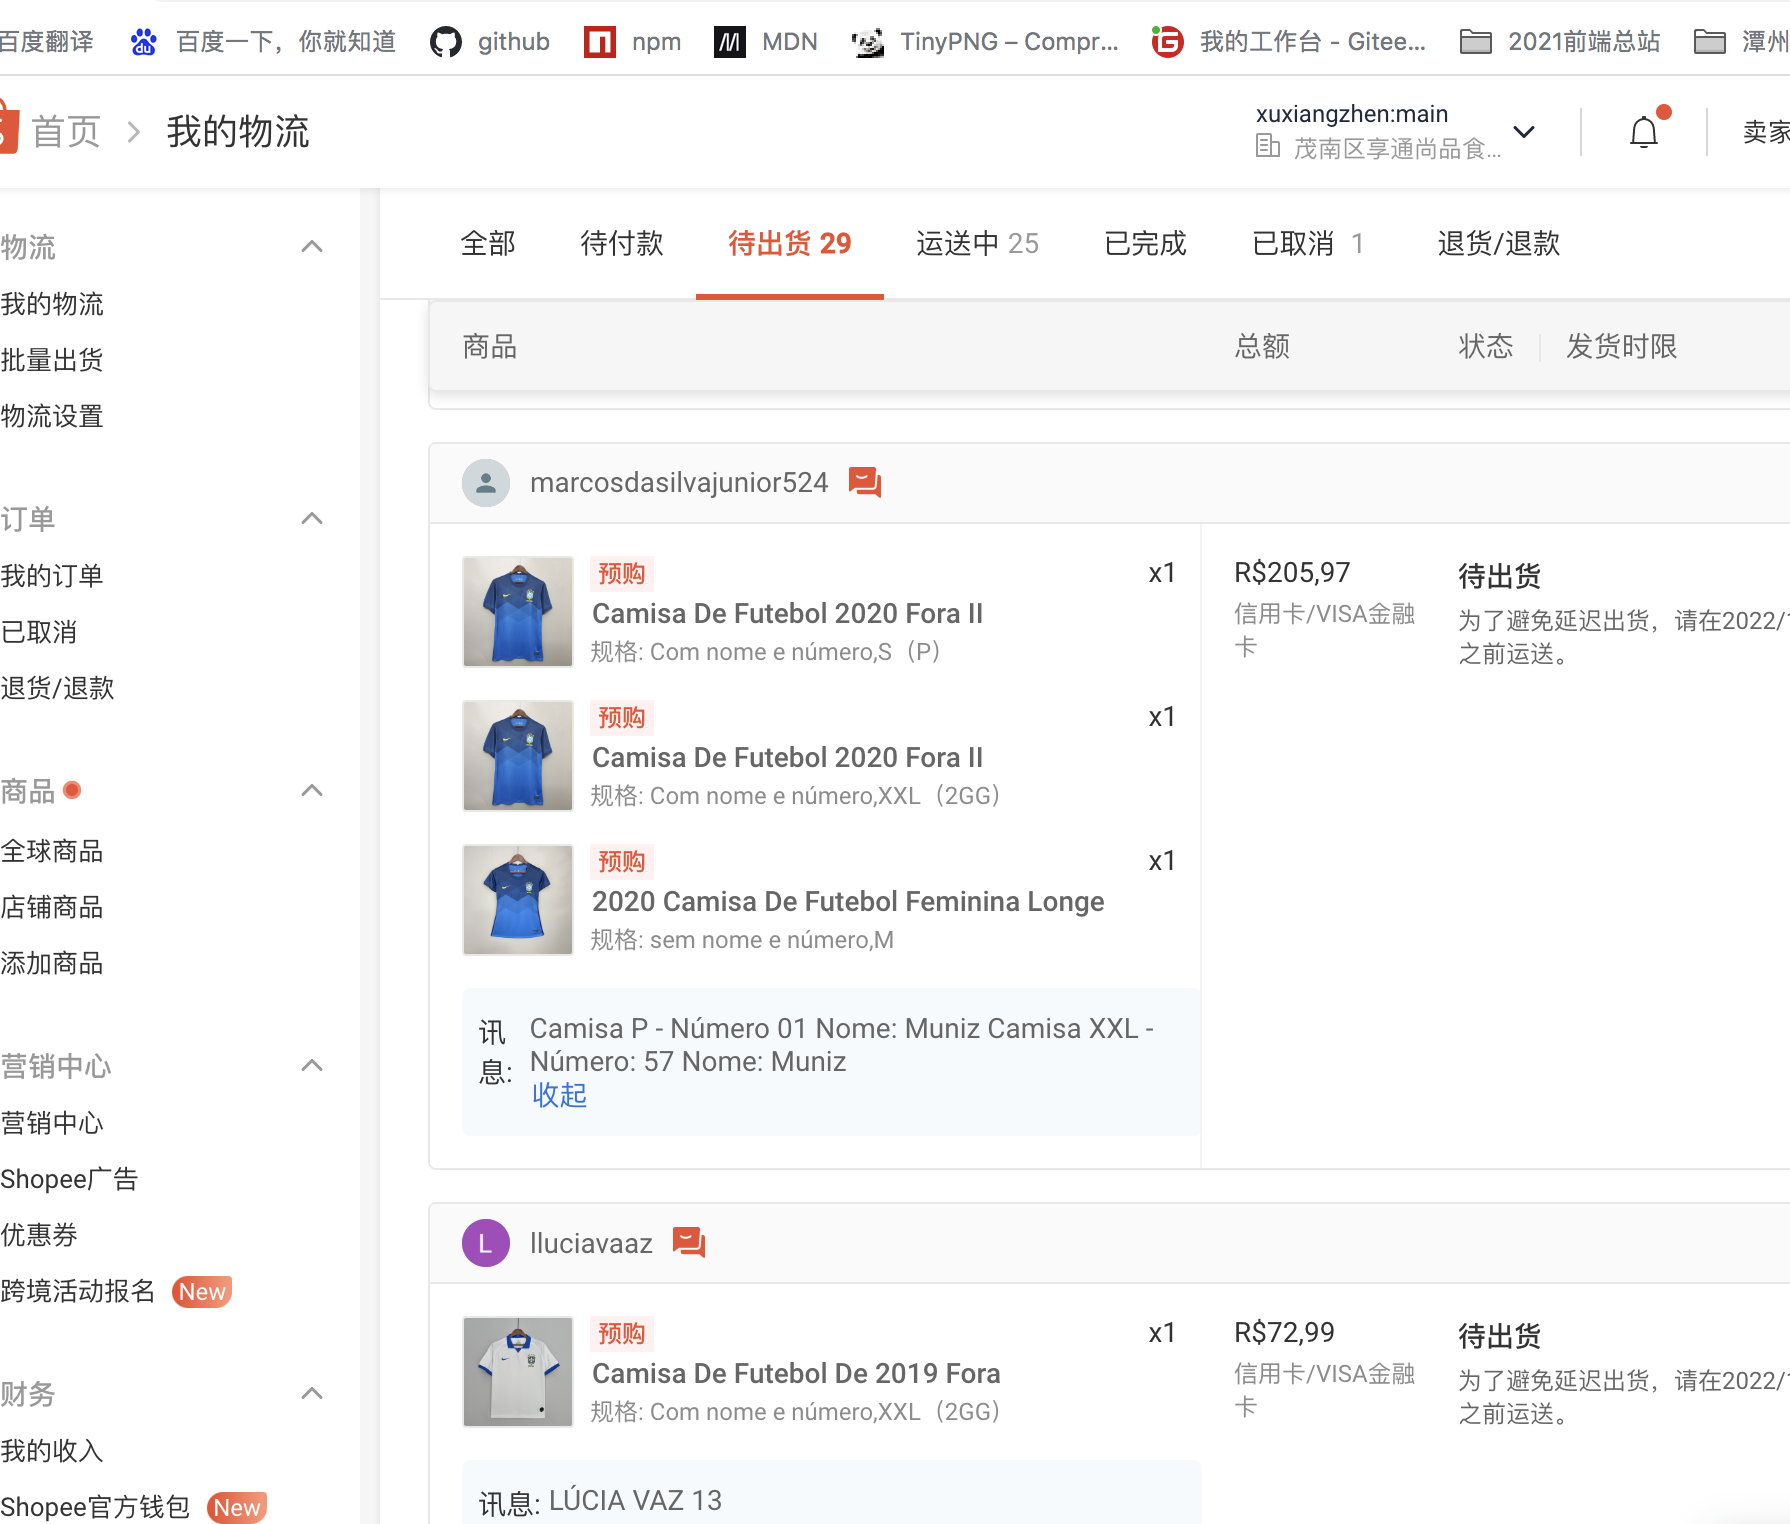 百度翻译 百度一下，你就知道 github npm MDN TinyPNG – Compr... 我的工作台 - Gitee... 2021前端总站 潭州
首页 > 我的物流
xuxiangzhen:main
茂南区享通尚品食...
卖家
物流
我的物流
批量出货
物流设置
订单
我的订单
已取消
退货/退款
商品
全球商品
店铺商品
添加商品
营销中心
营销中心
Shopee广告
优惠券
跨境活动报名 New
财务
我的收入
Shopee官方钱包 New
全部 待付款 待出货 29 运送中 25 已完成 已取消 1 退货/退款
商品 总额 状态 发货时限
marcosdasilvajunior524
预购 x1
Camisa De Futebol 2020 Fora II
规格: Com nome e número,S（P）
预购 x1
Camisa De Futebol 2020 Fora II
规格: Com nome e número,XXL（2GG）
预购 x1
2020 Camisa De Futebol Feminina Longe
规格: sem nome e número,M
R$205,97
信用卡/VISA金融
卡
待出货
为了避免延迟出货，请在2022/
之前运送。
讯息:
Camisa P - Número 01 Nome: Muniz Camisa XXL -
Número: 57 Nome: Muniz
收起
L lluciavaaz
预购 x1
Camisa De Futebol De 2019 Fora
规格: Com nome e número,XXL（2GG）
R$72,99
信用卡/VISA金融
卡
待出货
为了避免延迟出货，请在2022/
之前运送。
讯息: LÚCIA VAZ 13